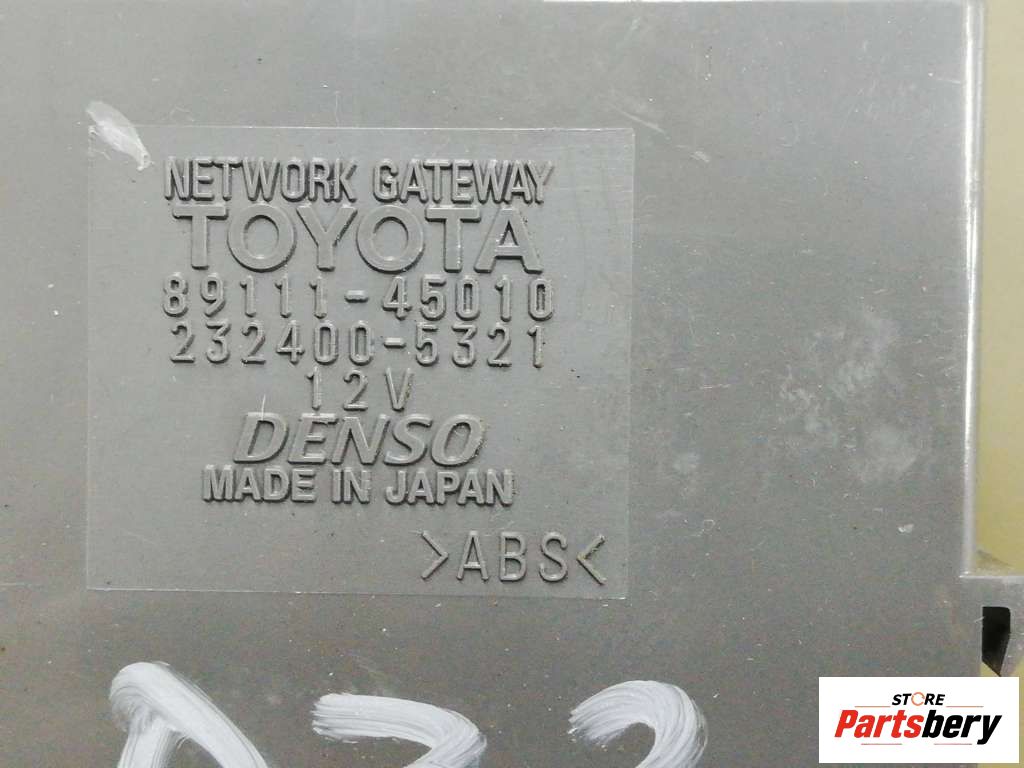 NETWORK GATEWAY
TOYOTA
89111-45010
232400-5321
12V
DENSO
MADE IN JAPAN
>ABS<
STORE
Partsbery